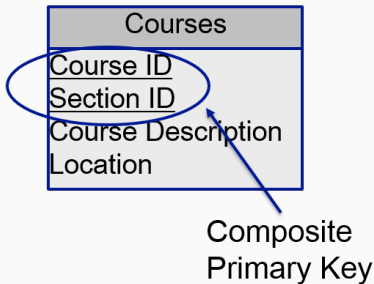 Courses
Course ID
Section ID
Course Description
Location
Composite
Primary Key